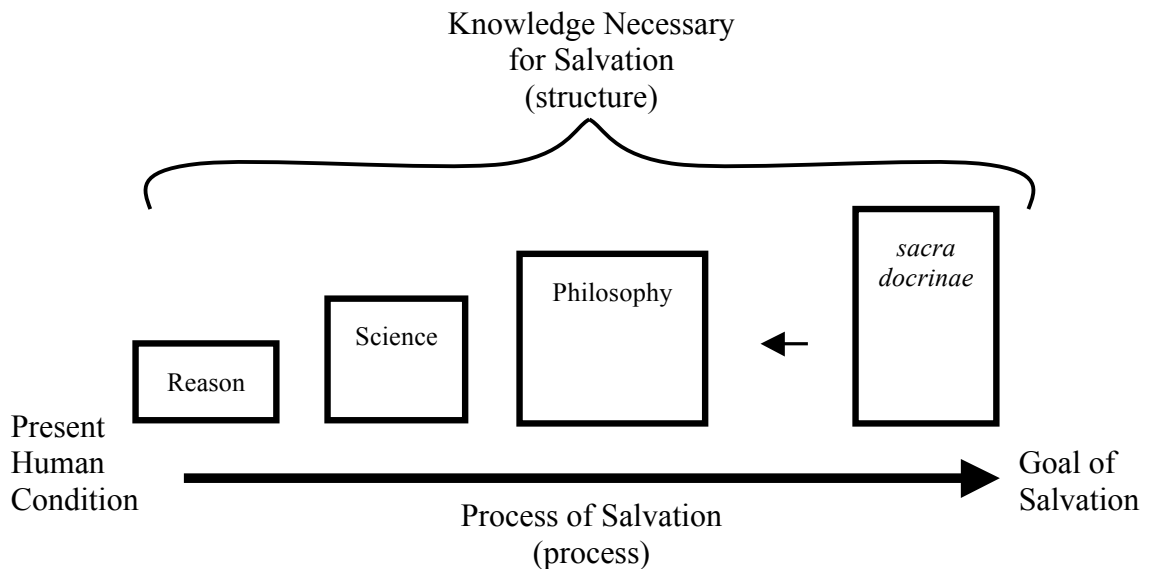 Knowledge Necessary
for Salvation
(structure)
sacra
docrinae
Philosophy
Science
Reason
Present
Human
Condition
Goal of
Salvation
Process of Salvation
(process)